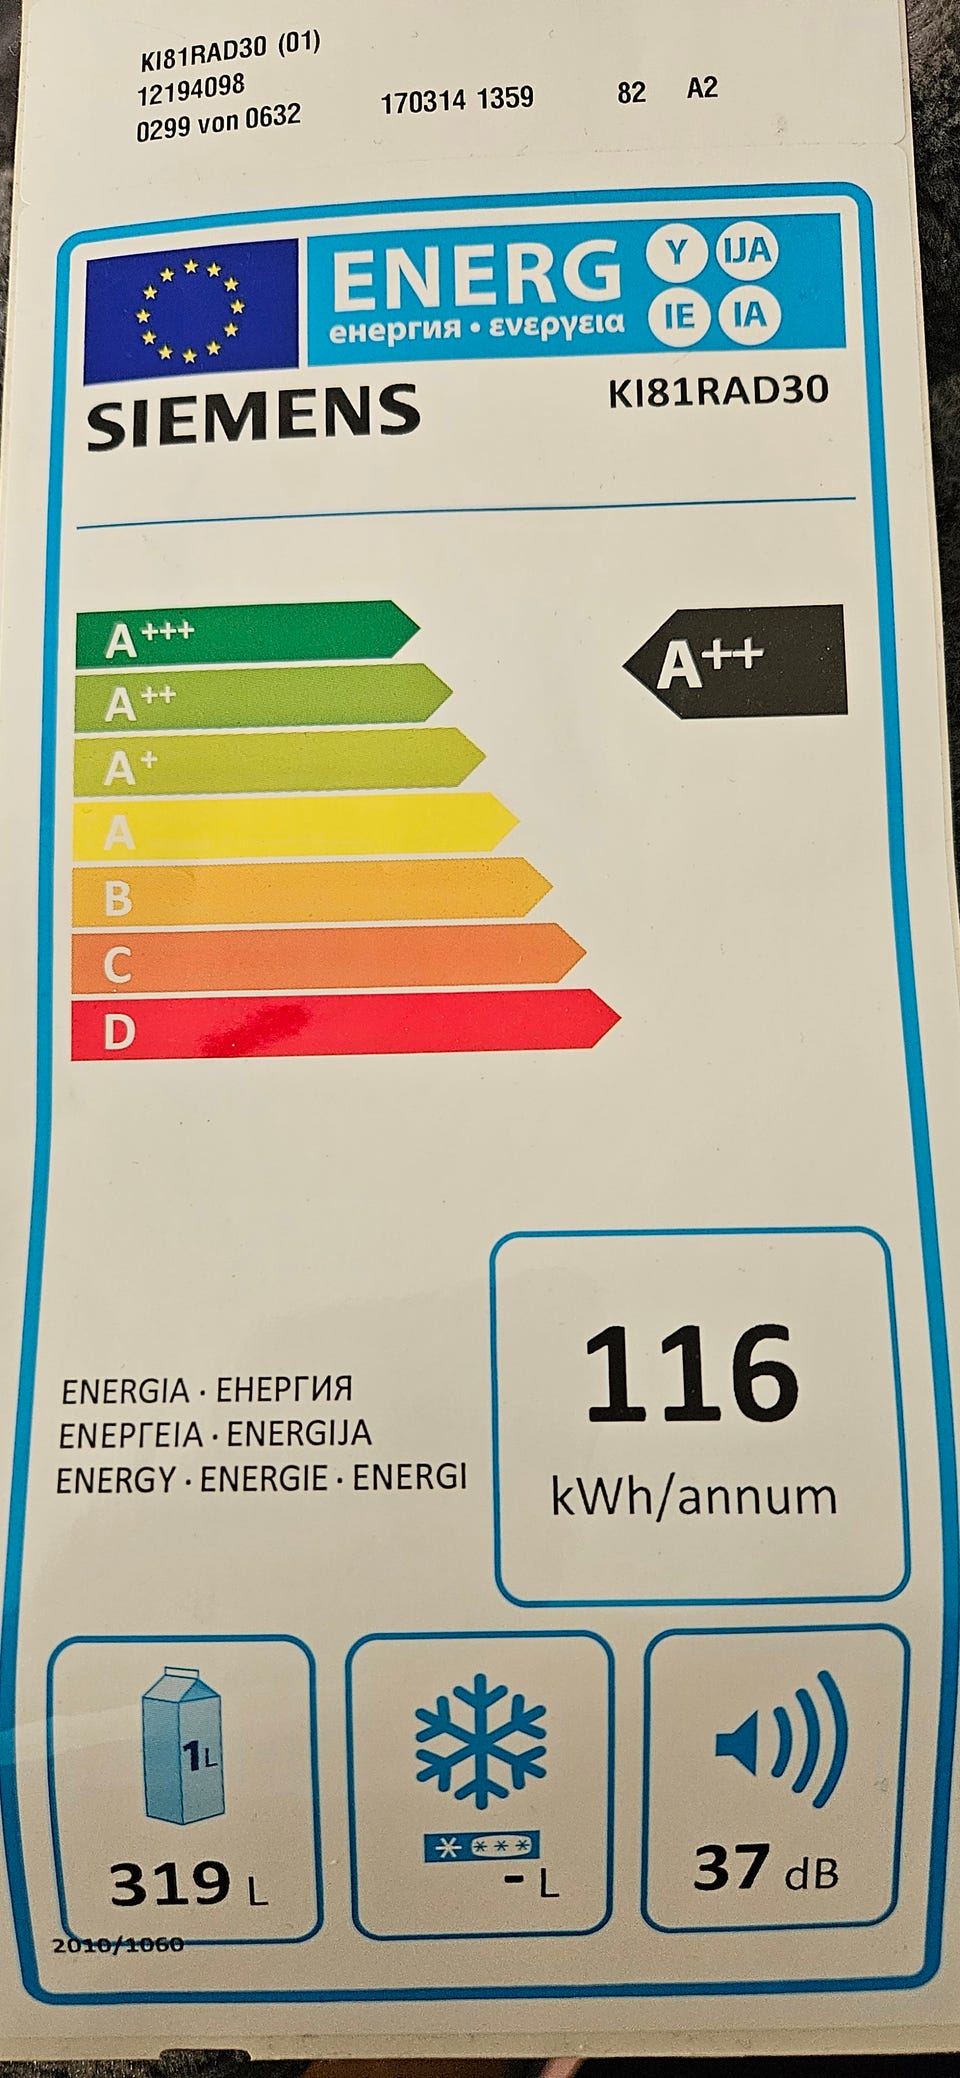 KI81RAD30 (01)
12194098
0299 von 0632 170314 1359 82 A2
ENERG Y IJA
енергия · ενεργεια IE IA
SIEMENS KI81RAD30
A+++
A++ A++
A+
A
B
C
D
116
kWh/annum
ENERGIA · ЕНЕРГИЯ
ΕΝΕΡΓΕΙΑ · ENERGIJA
ENERGY · ENERGIE · ENERGI
1L
319 L
- L
37 dB
2010/1060